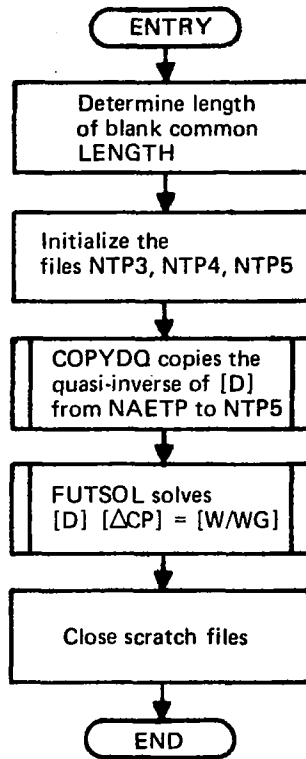 ENTRY
Determine length
of blank common
LENGTH
Initialize the
files NTP3, NTP4, NTP5
COPYDQ copies the
quasi-inverse of [D]
from NAETP to NTP5
FUTSOL solves
[D] [ΔCP] = [W/WG]
Close scratch files
END